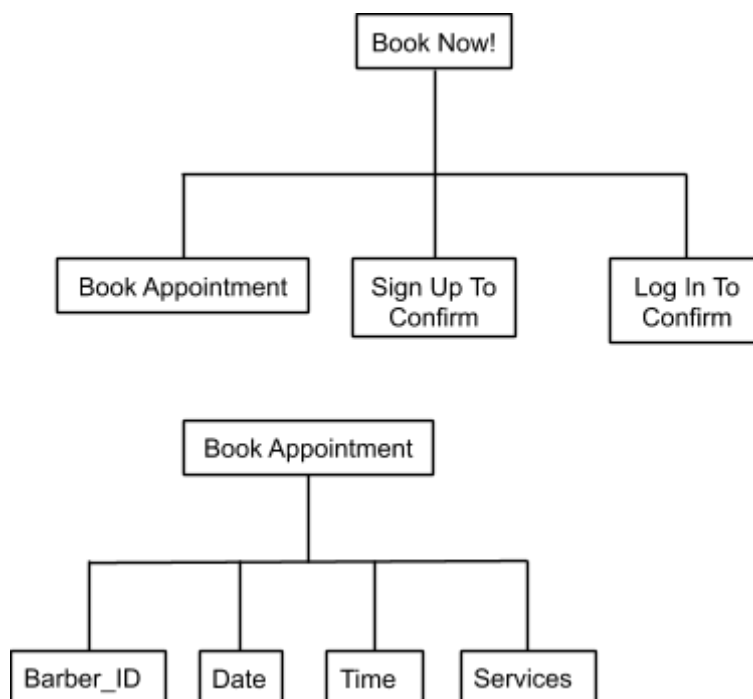 Book Now!
Book Appointment
Sign Up To
Confirm
Log In To
Confirm
Book Appointment
Barber_ID
Date
Time
Services